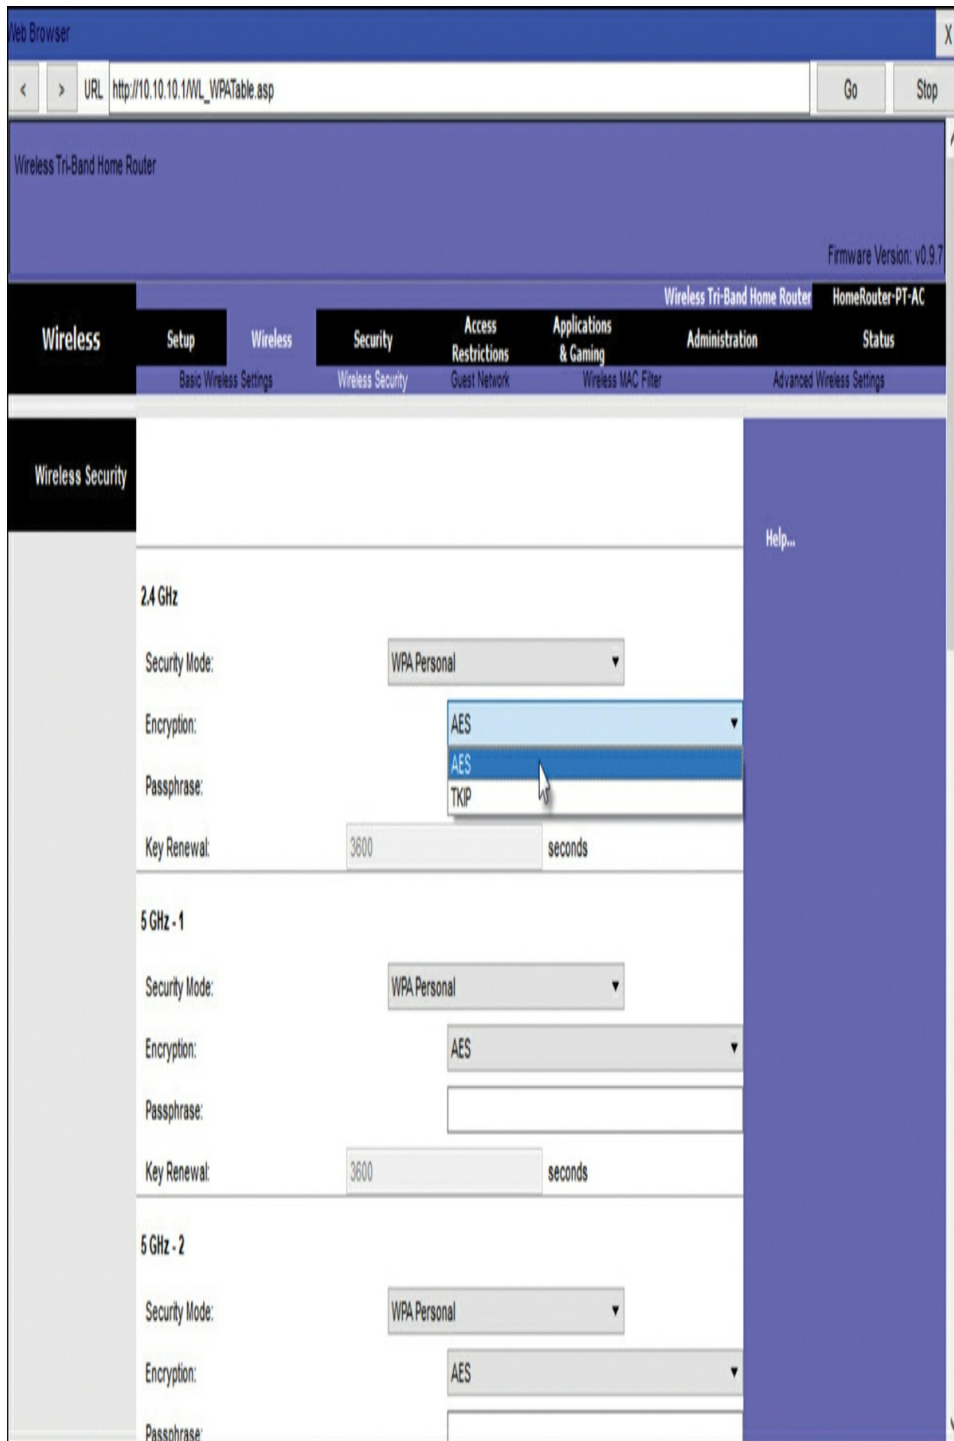 Web Browser
X
< > URL http://10.10.10.1/WL_WPATable.asp Go Stop
Wireless Tri-Band Home Router
Firmware Version: v0.9.7
Wireless Tri-Band Home Router HomeRouter-PT-AC
Wireless Setup Wireless Security Access Restrictions Applications & Gaming Administration Status
Basic Wireless Settings Wireless Security Guest Network Wireless MAC Filter Advanced Wireless Settings
Wireless Security
Help...
2.4 GHz
Security Mode: WPA Personal
Encryption: AES
AES
Passphrase:
TKIP
Key Renewal: 3600 seconds
5 GHz - 1
Security Mode: WPA Personal
Encryption: AES
Passphrase:
Key Renewal: 3600 seconds
5 GHz - 2
Security Mode: WPA Personal
Encryption: AES
Passphrase: